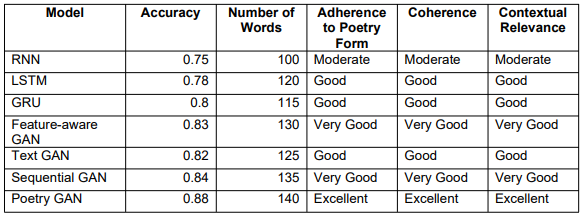 Model Accuracy Number of Words Adherence to Poetry Form Coherence Contextual Relevance
RNN 0.75 100 Moderate Moderate Moderate
LSTM 0.78 120 Good Good Good
GRU 0.8 115 Good Good Good
Feature-aware GAN 0.83 130 Very Good Very Good Very Good
Text GAN 0.82 125 Good Good Good
Sequential GAN 0.84 135 Very Good Very Good Very Good
Poetry GAN 0.88 140 Excellent Excellent Excellent